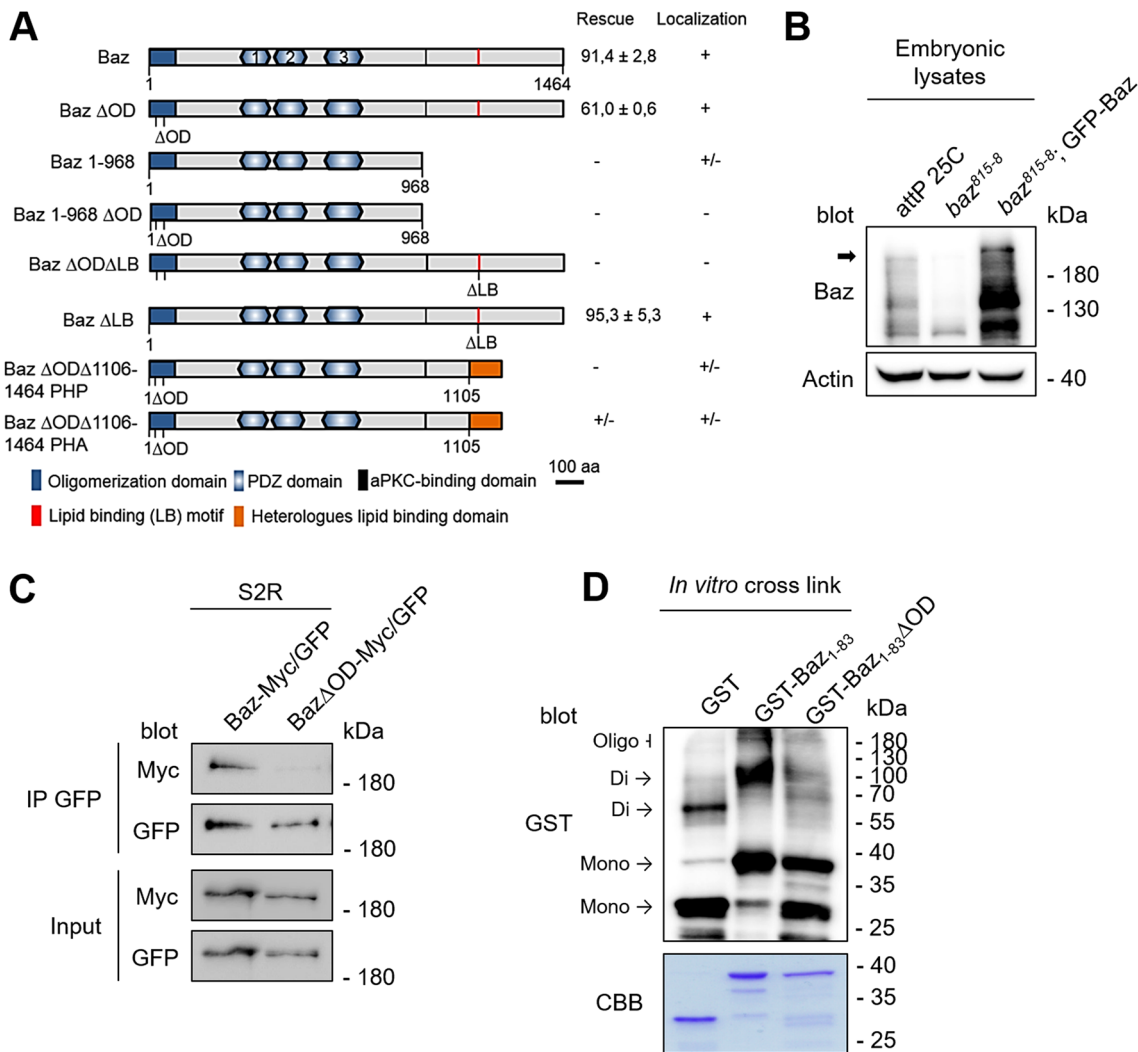 A
Rescue Localization
Baz 1 2 3 91,4 ± 2,8 +
1 1464
Baz ΔOD 61,0 ± 0,6 +
ΔOD
Baz 1-968 - +/-
1 968
Baz 1-968 ΔOD - -
1 ΔOD 968
Baz ΔODΔLB - -
ΔLB
Baz ΔLB 95,3 ± 5,3 +
1 ΔLB
Baz ΔODΔ1106-
1464 PHP - +/-
1ΔOD 1105
Baz ΔODΔ1106-
1464 PHA +/- +/-
1ΔOD 1105
Oligomerization domain PDZ domain aPKC-binding domain 100 aa
Lipid binding (LB) motif Heterologues lipid binding domain
B
Embryonic
lysates
attP 25C
baz815-8
baz815-8; GFP-Baz
blot kDa
Baz
- 180
- 130
Actin - 40
C
S2R
Baz-Myc/GFP
BazΔOD-Myc/GFP
blot kDa
IP GFP
Myc - 180
GFP - 180
Input
Myc - 180
GFP - 180
D
In vitro cross link
GST
GST-Baz1-83
GST-Baz1-83ΔOD
blot kDa
GST
Oligo
Di →
Di →
Mono →
Mono →
- 180
- 130
- 100
- 70
- 55
- 40
- 35
- 25
CBB
- 40
- 35
- 25